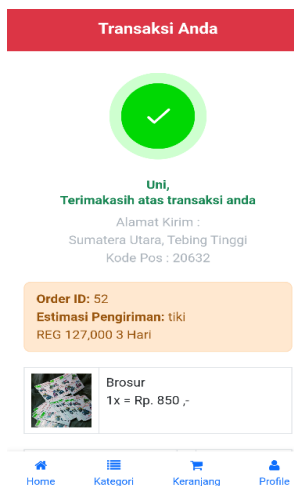 Transaksi Anda
Uni,
Terimakasih atas transaksi anda
Alamat Kirim :
Sumatera Utara, Tebing Tinggi
Kode Pos : 20632
Order ID: 52
Estimasi Pengiriman: tiki
REG 127,000 3 Hari
Brosur
1x = Rp. 850 ,-
Home
Kategori
Keranjang
Profile